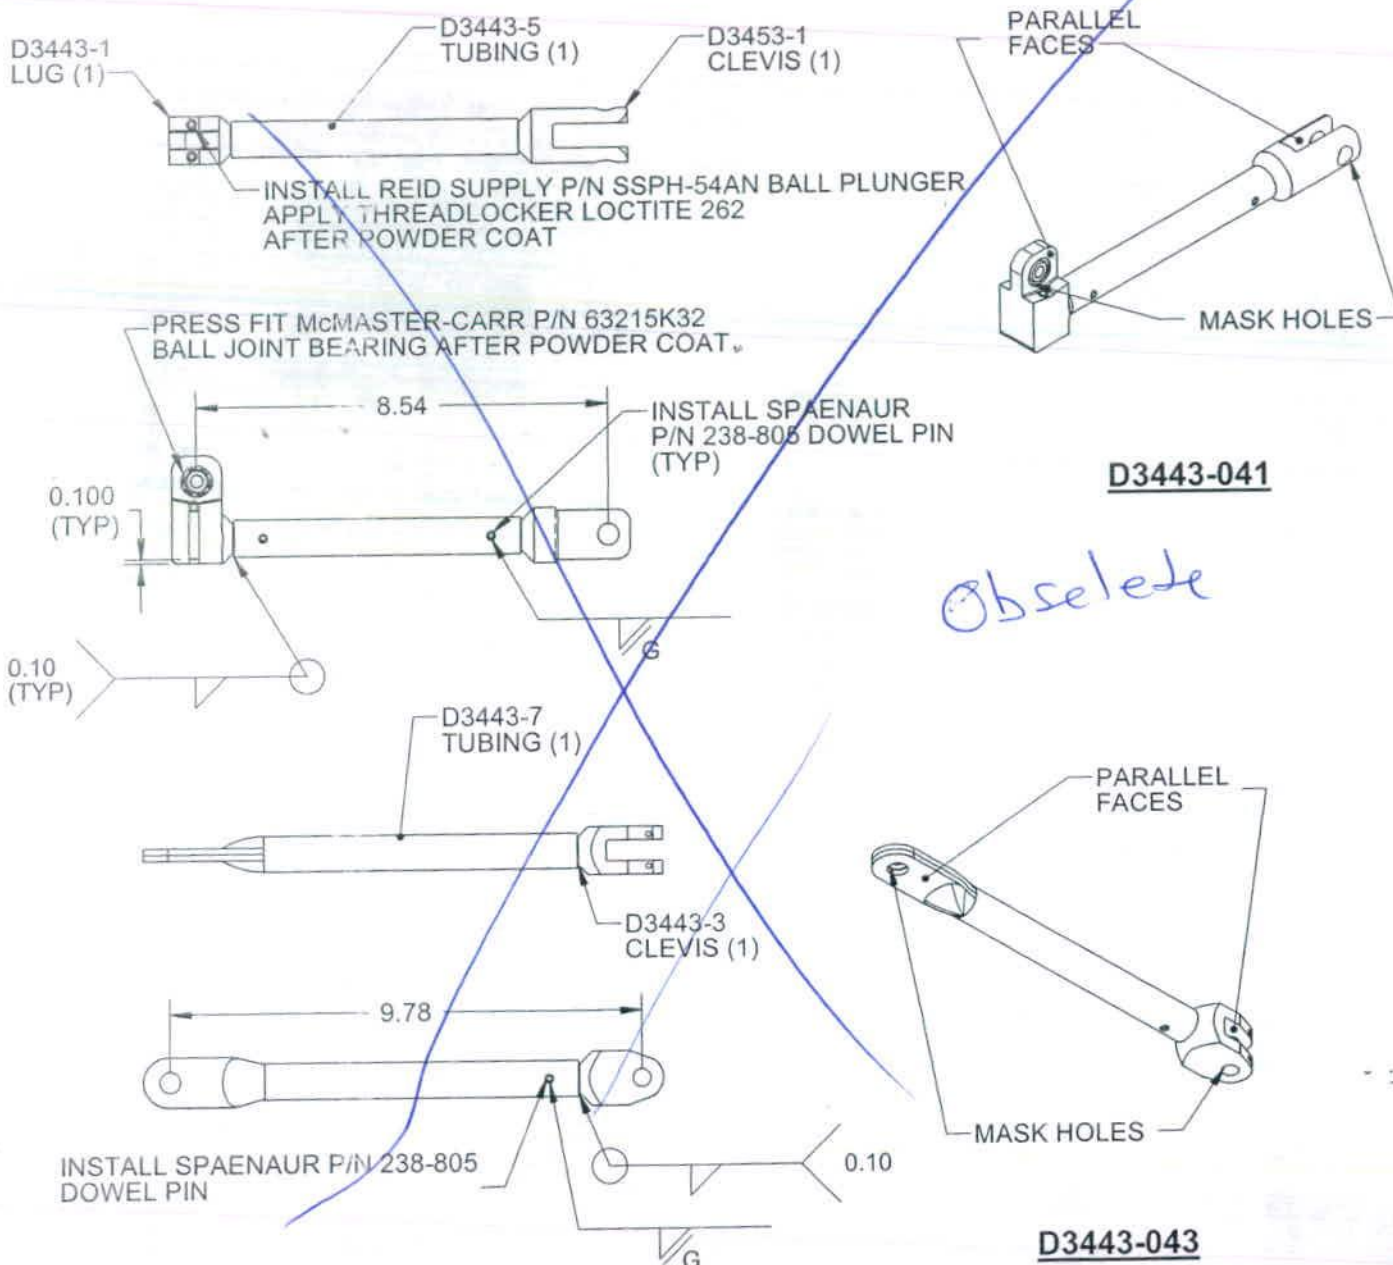 D3443-1
LUG (1)
D3443-5
TUBING (1)
D3453-1
CLEVIS (1)
INSTALL REID SUPPLY P/N SSPH-54AN BALL PLUNGER
APPLY THREADLOCKER LOCTITE 262
AFTER POWDER COAT
PARALLEL
FACES
MASK HOLES
D3443-041
PRESS FIT McMASTER-CARR P/N 63215K32
BALL JOINT BEARING AFTER POWDER COAT.
8.54
INSTALL SPAENAUR
P/N 238-805 DOWEL PIN
(TYP)
0.100
(TYP)
G
0.10
(TYP)
Obselete
D3443-7
TUBING (1)
D3443-3
CLEVIS (1)
9.78
INSTALL SPAENAUR P/N 238-805
DOWEL PIN
0.10
G
PARALLEL
FACES
MASK HOLES
D3443-043